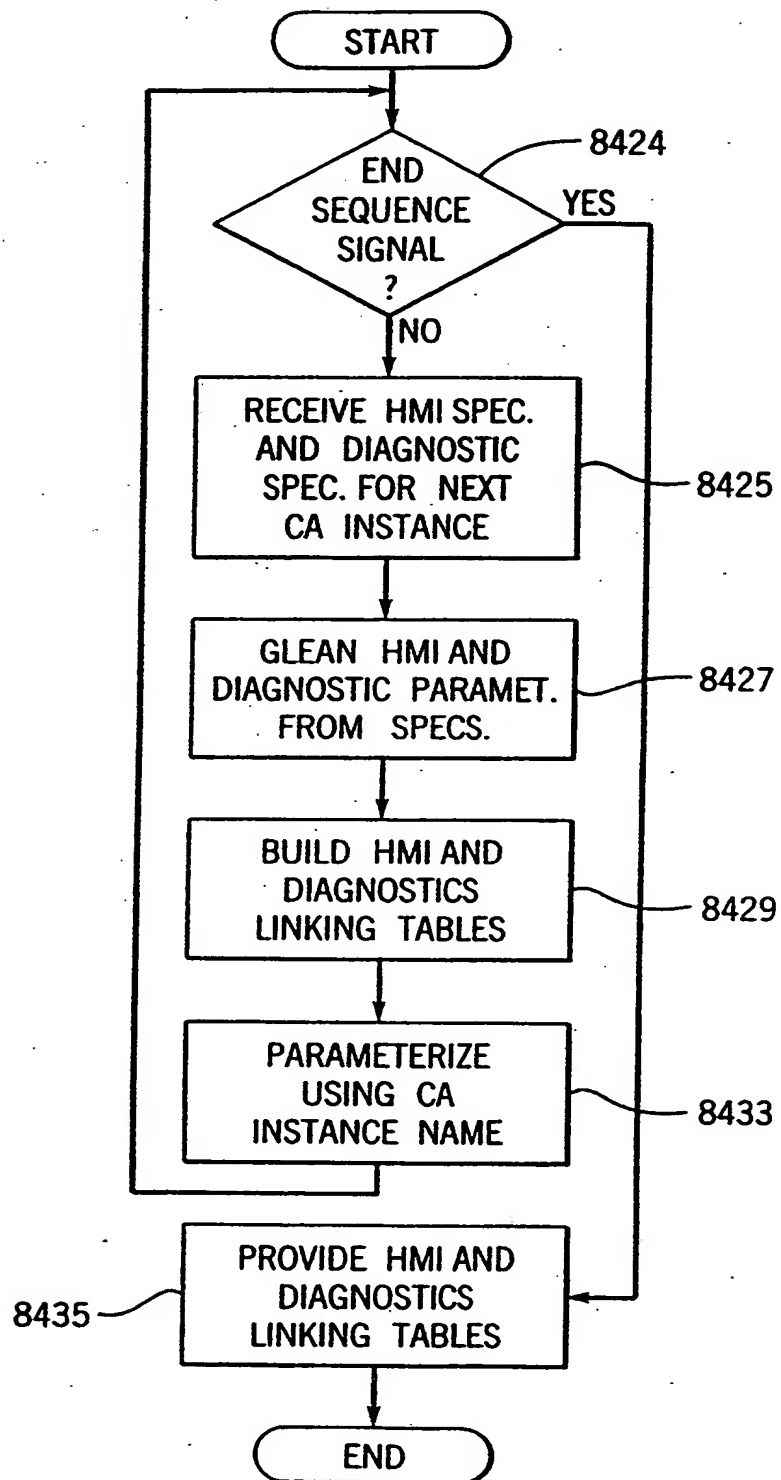 START
8424
END
SEQUENCE
SIGNAL
?
YES
NO
RECEIVE HMI SPEC.
AND DIAGNOSTIC
SPEC. FOR NEXT
CA INSTANCE
8425
GLEAN HMI AND
DIAGNOSTIC PARAMET.
FROM SPECS.
8427
BUILD HMI AND
DIAGNOSTICS
LINKING TABLES
8429
PARAMETERIZE
USING CA
INSTANCE NAME
8433
PROVIDE HMI AND
DIAGNOSTICS
LINKING TABLES
8435
END